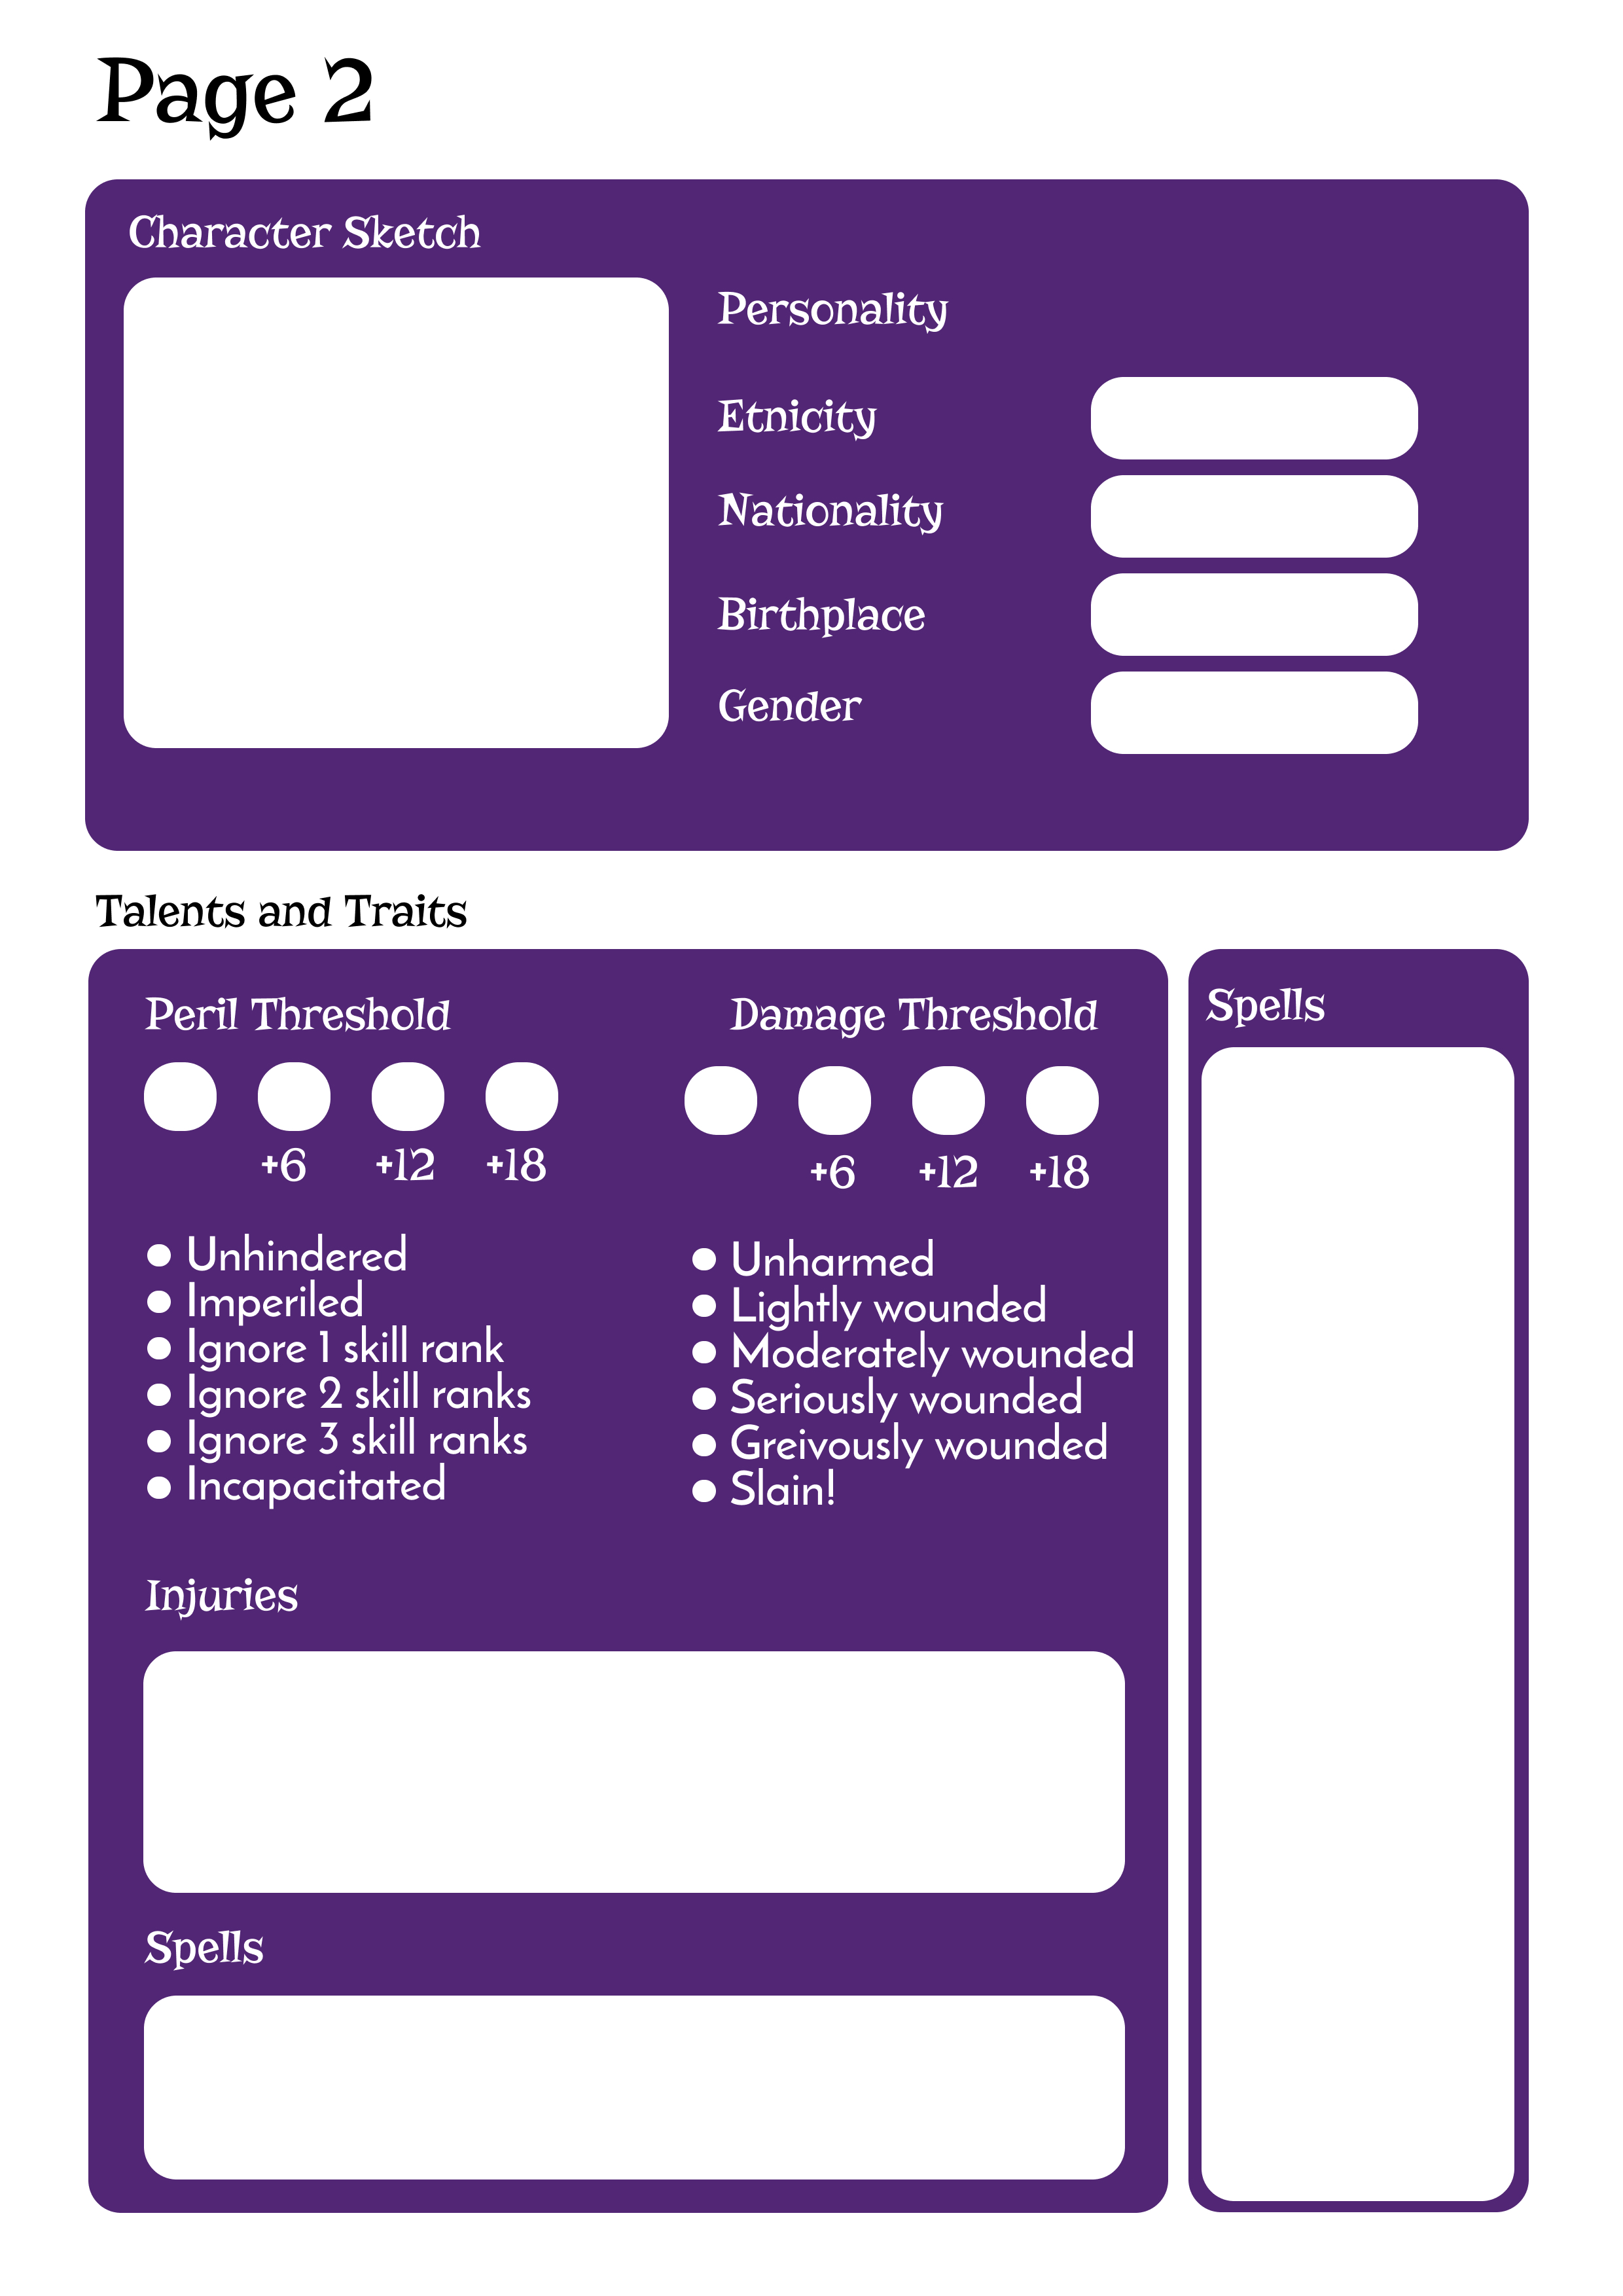 Page 2
Character Sketch
Personality
Etnicity
Nationality
Birthplace
Gender
Talents and Traits
Peril Threshold
+6 +12 +18
Unhindered
Imperiled
Ignore 1 skill rank
Ignore 2 skill ranks
Ignore 3 skill ranks
Incapacitated
Damage Threshold
+6 +12 +18
Unharmed
Lightly wounded
Moderately wounded
Seriously wounded
Greivously wounded
Slain!
Injuries
Spells
Spells